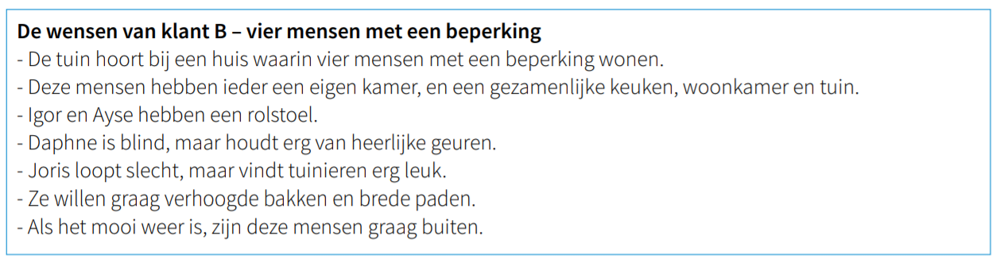 De wensen van klant B – vier mensen met een beperking
- De tuin hoort bij een huis waarin vier mensen met een beperking wonen.
- Deze mensen hebben ieder een eigen kamer, en een gezamenlijke keuken, woonkamer en tuin.
- Igor en Ayse hebben een rolstoel.
- Daphne is blind, maar houdt erg van heerlijke geuren.
- Joris loopt slecht, maar vindt tuinieren erg leuk.
- Ze willen graag verhoogde bakken en brede paden.
- Als het mooi weer is, zijn deze mensen graag buiten.